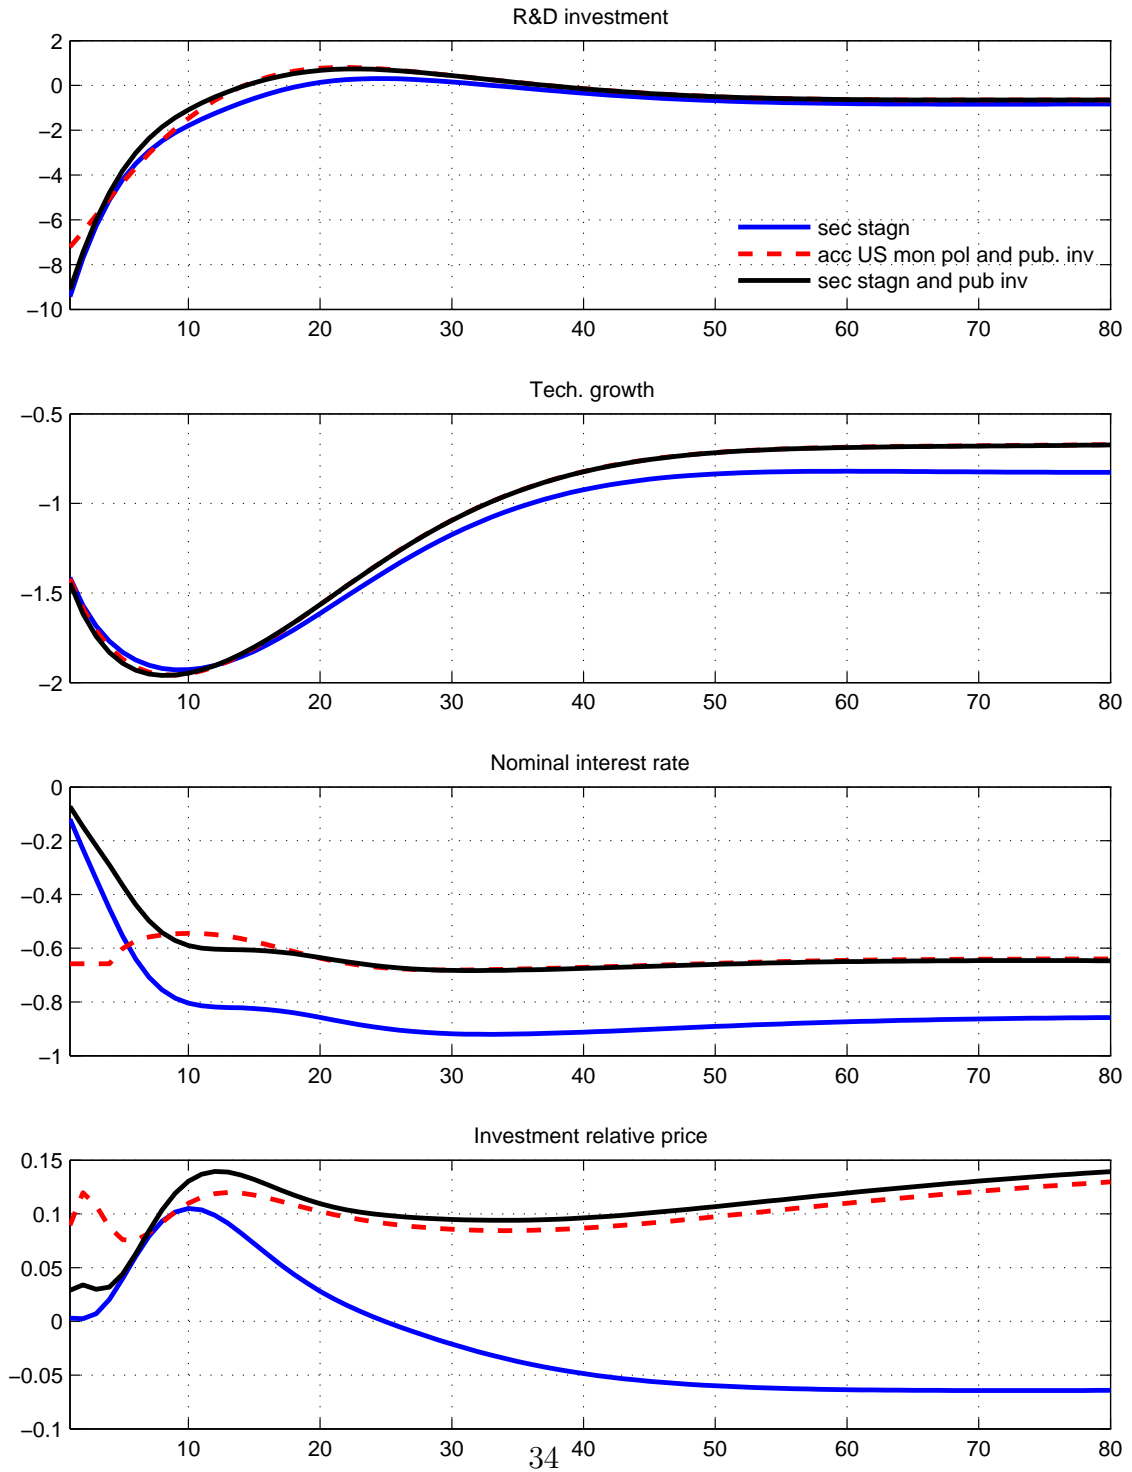 R&D investment
2
0
−2
−4
−6
−8
−10
sec stagn
acc US mon pol and pub. inv
sec stagn and pub inv
10 20 30 40 50 60 70 80
Tech. growth
−0.5
−1
−1.5
−2
10 20 30 40 50 60 70 80
Nominal interest rate
0
−0.2
−0.4
−0.6
−0.8
−1
10 20 30 40 50 60 70 80
Investment relative price
0.15
0.1
0.05
0
−0.05
−0.1
10 20 30 40 50 60 70 80
34